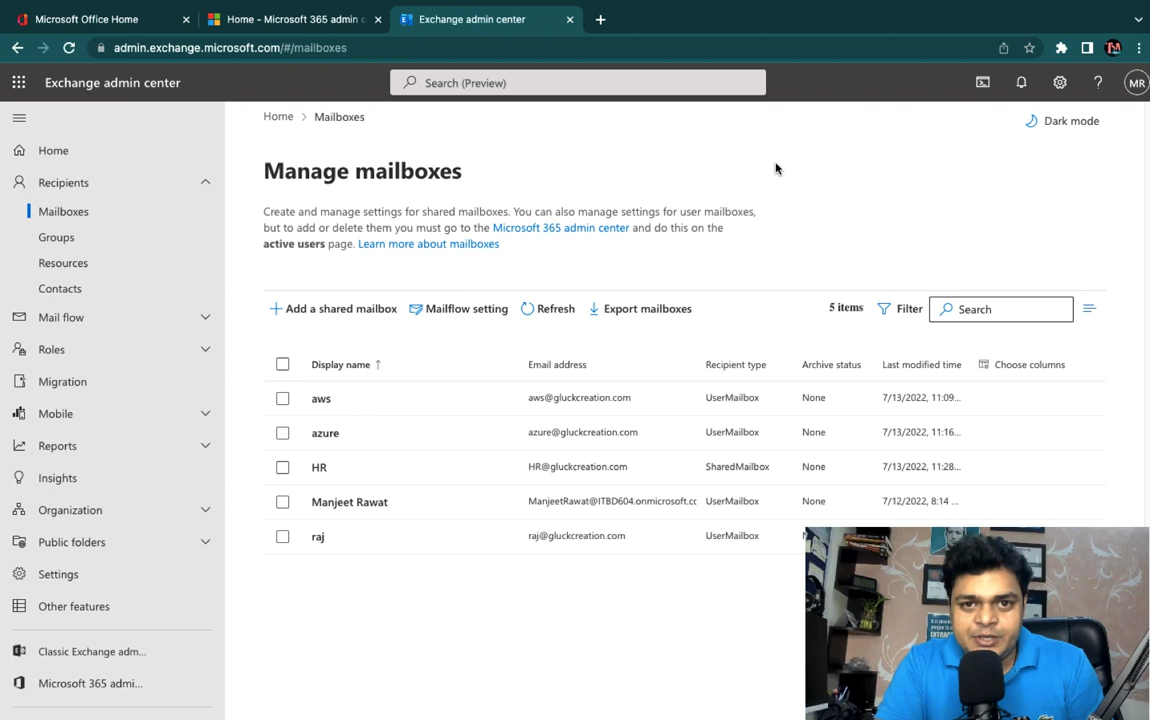 Microsoft Office Home
Home - Microsoft 365 admin c
Exchange admin center
admin.exchange.microsoft.com/#/mailboxes
Exchange admin center
Search (Preview)
MR
Home > Mailboxes
Dark mode
Home
Recipients
Mailboxes
Groups
Resources
Contacts
Mail flow
Roles
Migration
Mobile
Reports
Insights
Organization
Public folders
Settings
Other features
Classic Exchange adm...
Microsoft 365 admi...
Manage mailboxes
Create and manage settings for shared mailboxes. You can also manage settings for user mailboxes,
but to add or delete them you must go to the Microsoft 365 admin center and do this on the
active users page. Learn more about mailboxes
Add a shared mailbox Mailflow setting Refresh Export mailboxes 5 items Filter Search
Display name ↑ Email address Recipient type Archive status Last modified time Choose columns
aws aws@gluckcreation.com UserMailbox None 7/13/2022, 11:09...
azure azure@gluckcreation.com UserMailbox None 7/13/2022, 11:16...
HR HR@gluckcreation.com SharedMailbox None 7/13/2022, 11:28...
Manjeet Rawat ManjeetRawat@ITBD604.onmicrosoft.cc UserMailbox None 7/12/2022, 8:14 ...
raj raj@gluckcreation.com UserMailbox